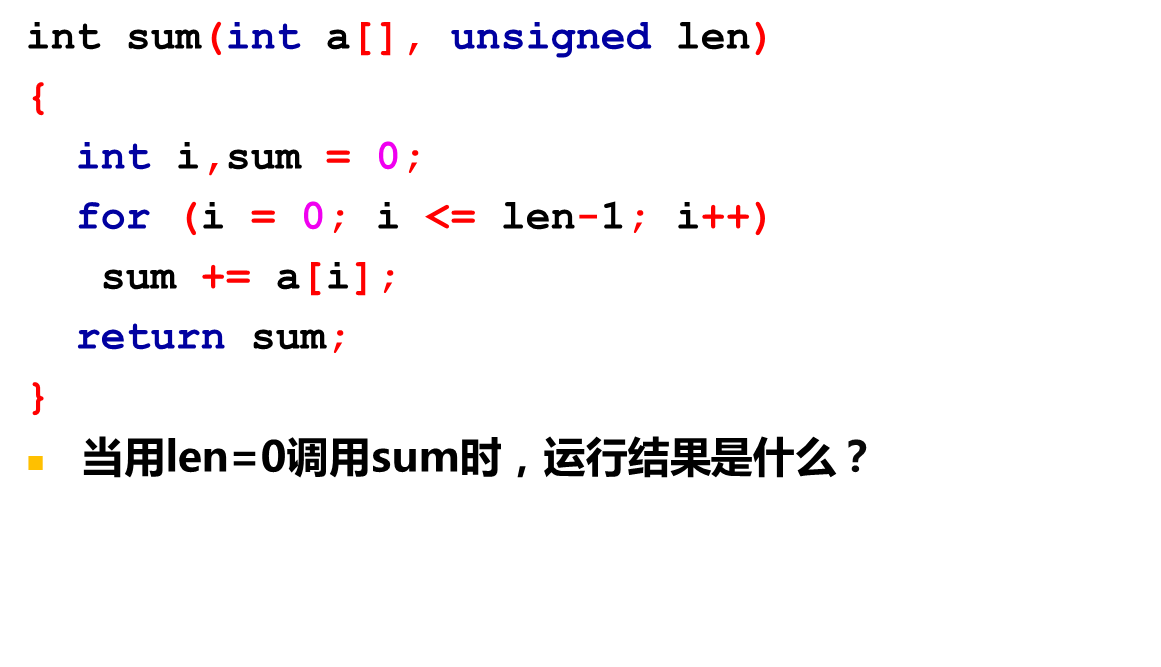 int sum(int a[], unsigned len)
{
int i,sum = 0;
for (i = 0; i <= len-1; i++)
sum += a[i];
return sum;
}
当用len=0调用sum时，运行结果是什么？